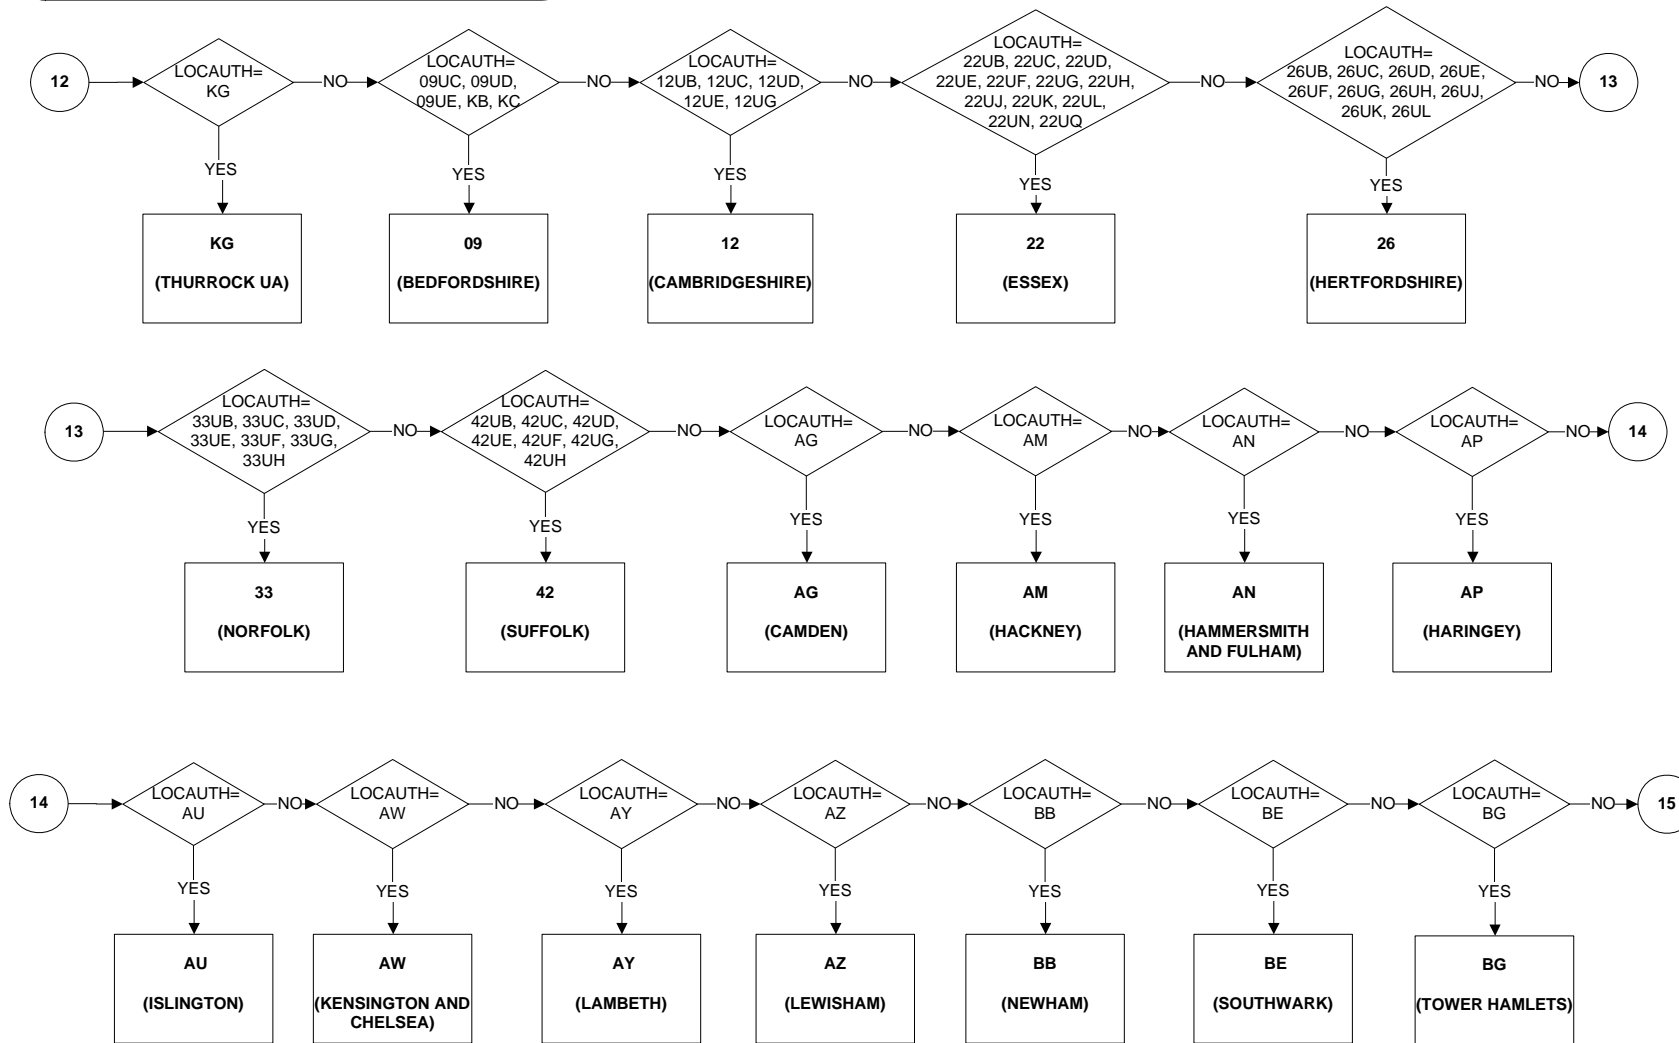 12
LOCAUTH=
KG
NO
LOCAUTH=
09UC, 09UD,
09UE, KB, KC
NO
LOCAUTH=
12UB, 12UC, 12UD,
12UE, 12UG
NO
LOCAUTH=
22UB, 22UC, 22UD,
22UE, 22UF, 22UG, 22UH,
22UJ, 22UK, 22UL,
22UN, 22UQ
NO
LOCAUTH=
26UB, 26UC, 26UD, 26UE,
26UF, 26UG, 26UH, 26UJ,
26UK, 26UL
NO
13
YES
YES
YES
YES
YES
KG
(THURROCK UA)
09
(BEDFORDSHIRE)
12
(CAMBRIDGESHIRE)
22
(ESSEX)
26
(HERTFORDSHIRE)
13
LOCAUTH=
33UB, 33UC, 33UD,
33UE, 33UF, 33UG,
33UH
NO
LOCAUTH=
42UB, 42UC, 42UD,
42UE, 42UF, 42UG,
42UH
NO
LOCAUTH=
AG
NO
LOCAUTH=
AM
NO
LOCAUTH=
AN
NO
LOCAUTH=
AP
NO
14
YES
YES
YES
YES
YES
YES
33
(NORFOLK)
42
(SUFFOLK)
AG
(CAMDEN)
AM
(HACKNEY)
AN
(HAMMERSMITH
AND FULHAM)
AP
(HARINGEY)
14
LOCAUTH=
AU
NO
LOCAUTH=
AW
NO
LOCAUTH=
AY
NO
LOCAUTH=
AZ
NO
LOCAUTH=
BB
NO
LOCAUTH=
BE
NO
LOCAUTH=
BG
NO
15
YES
YES
YES
YES
YES
YES
YES
AU
(ISLINGTON)
AW
(KENSINGTON AND
CHELSEA)
AY
(LAMBETH)
AZ
(LEWISHAM)
BB
(NEWHAM)
BE
(SOUTHWARK)
BG
(TOWER HAMLETS)